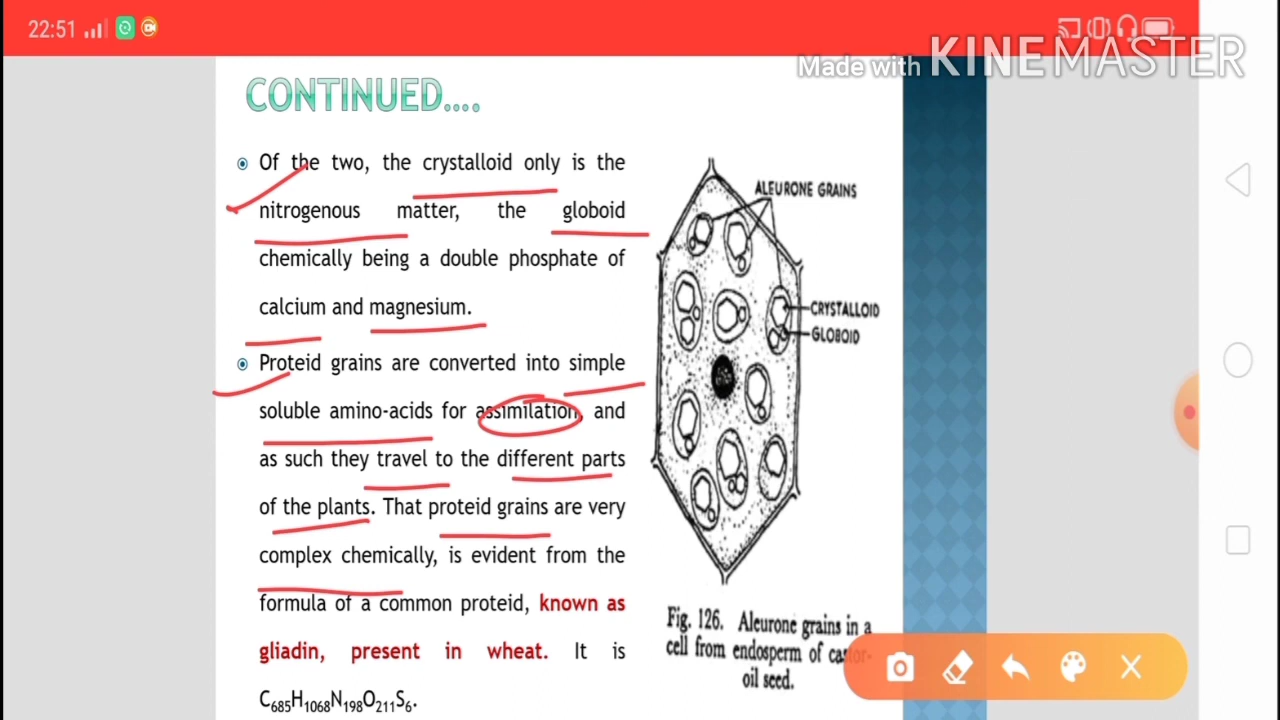 22:51
Made with KINEMASTER
CONTINUED....
Of the two, the crystalloid only is the
nitrogenous matter, the globoid
chemically being a double phosphate of
calcium and magnesium.
Proteid grains are converted into simple
soluble amino-acids for assimilation, and
as such they travel to the different parts
of the plants. That proteid grains are very
complex chemically, is evident from the
formula of a common proteid, known as
gliadin, present in wheat. It is
C₆₈₅H₁₀₆₈N₁₉₈O₂₁₁S₆.
ALEURONE GRAINS
CRYSTALLOID
GLOBOID
Fig. 126. Aleurone grains in a
cell from endosperm of castor-
oil seed.